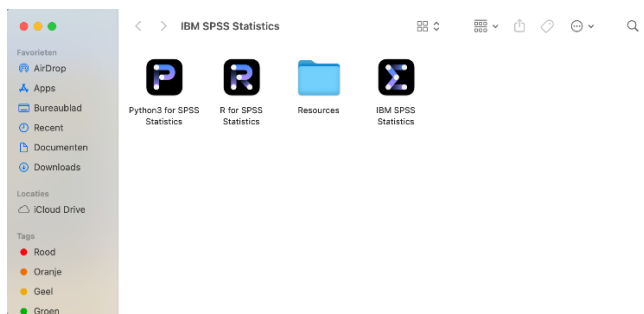 IBM SPSS Statistics
Favorieten
AirDrop
Apps
Bureaublad
Recent
Documenten
Downloads
Locaties
iCloud Drive
Tags
Rood
Oranje
Geel
Groen
Python3 for SPSS
Statistics
R for SPSS
Statistics
Resources
IBM SPSS
Statistics